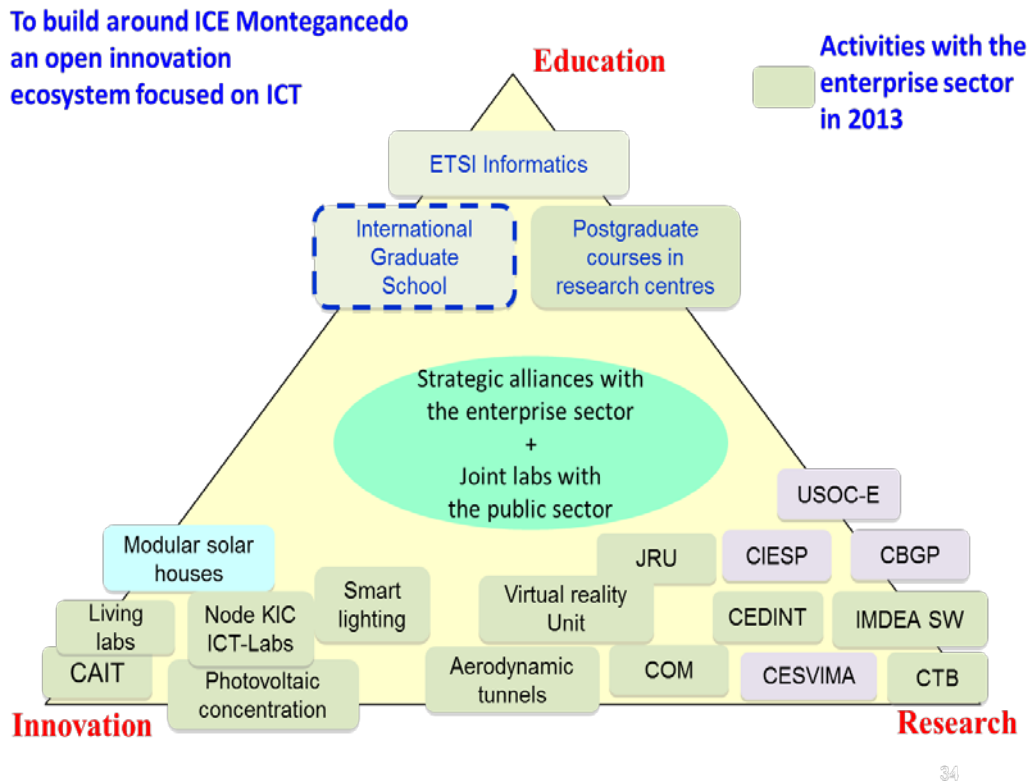 To build around ICE Montegancedo
an open innovation
ecosystem focused on ICT
Education
Activities with the
enterprise sector
in 2013
ETSI Informatics
International
Graduate
School
Postgraduate
courses in
research centres
Strategic alliances with
the enterprise sector
+
Joint labs with
the public sector
USOC-E
Modular solar
houses
JRU
CIESP
CBGP
Smart
lighting
Virtual reality
Unit
Living
labs
Node KIC
ICT-Labs
CEDINT
IMDEA SW
CAIT
Photovoltaic
concentration
Aerodynamic
tunnels
COM
CESVIMA
CTB
Innovation
Research
34